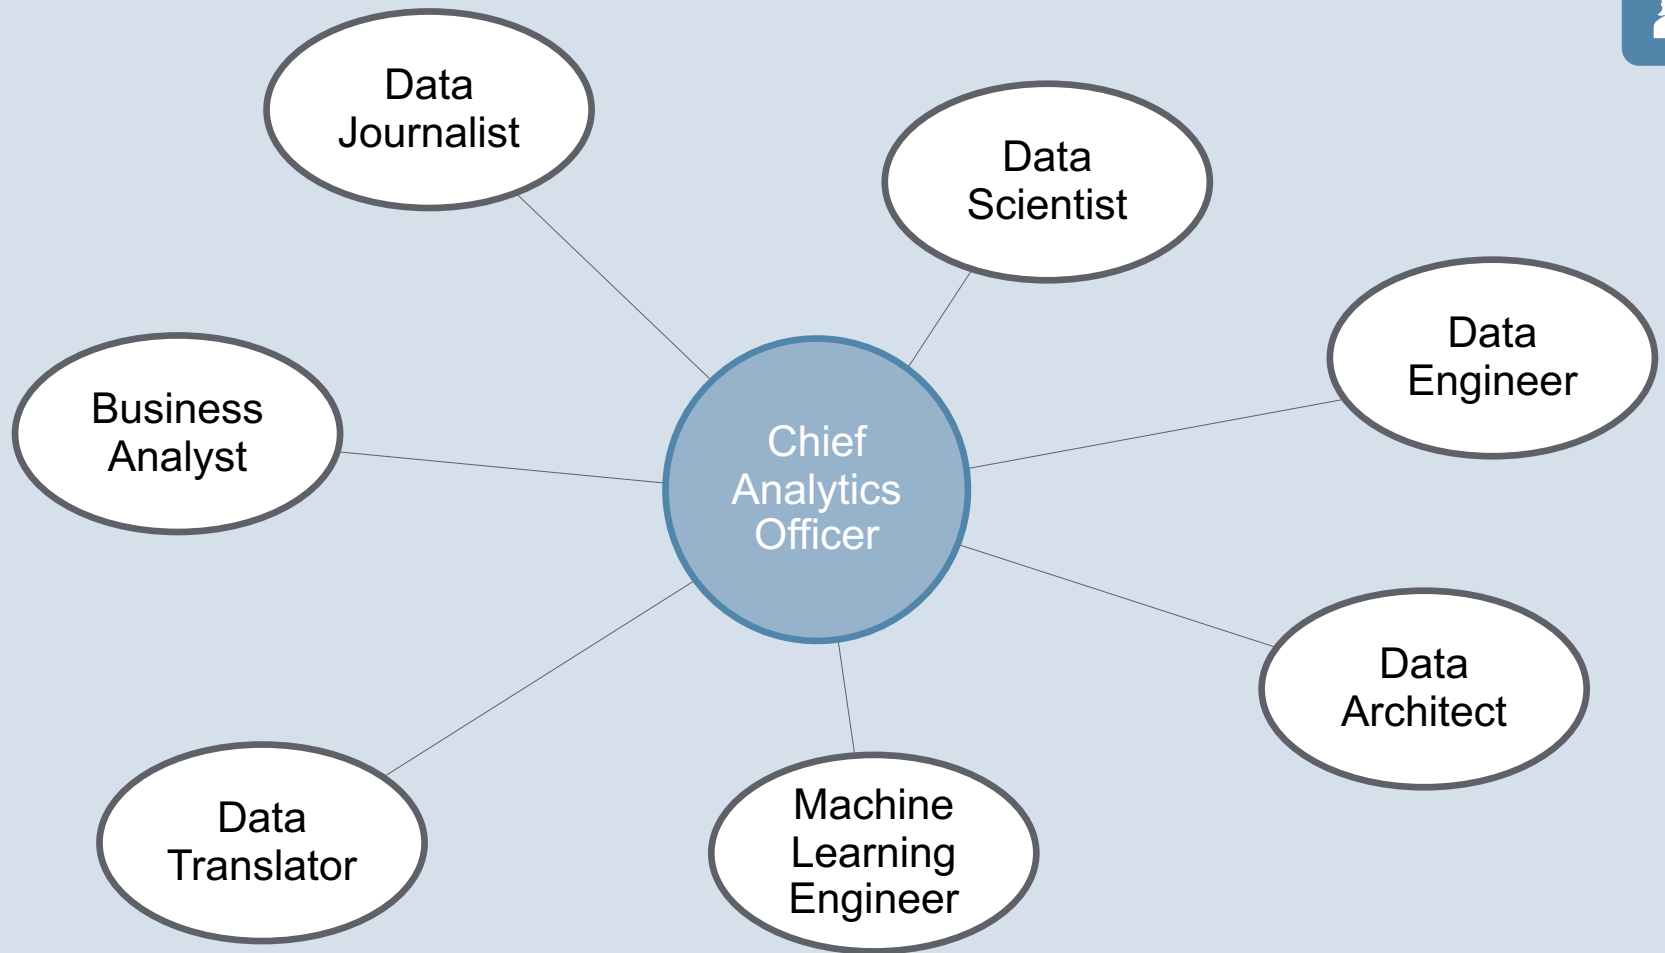 Data
Journalist
Data
Scientist
Data
Engineer
Business
Analyst
Chief
Analytics
Officer
Data
Architect
Data
Translator
Machine
Learning
Engineer